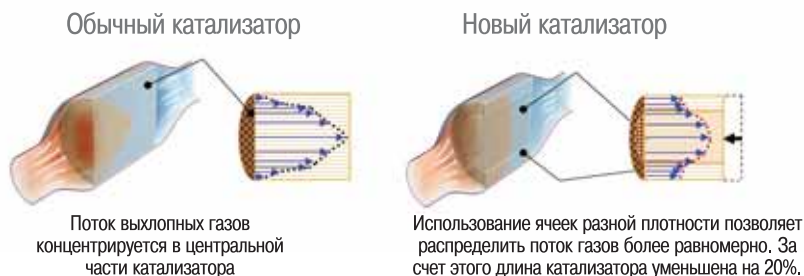 Обычный катализатор
Новый катализатор
Поток выхлопных газов
концентрируется в центральной
части катализатора
Использование ячеек разной плотности позволяет
распределить поток газов более равномерно. За
счет этого длина катализатора уменьшена на 20%.